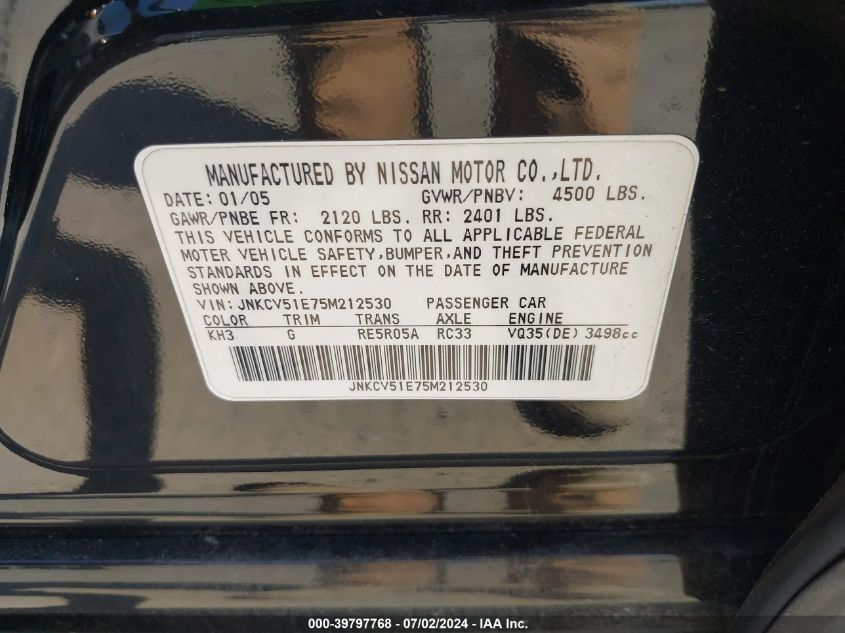 MANUFACTURED BY NISSAN MOTOR CO.,LTD.
DATE: 01/05 GVWR/PNBV: 4500 LBS.
GAWR/PNBE FR: 2120 LBS. RR: 2401 LBS.
THIS VEHICLE CONFORMS TO ALL APPLICABLE FEDERAL
MOTOR VEHICLE SAFETY,BUMPER,AND THEFT PREVENTION
STANDARDS IN EFFECT ON THE DATE OF MANUFACTURE
SHOWN ABOVE.
VIN: JNKCV51E75M212530 PASSENGER CAR
COLOR TRIM TRANS AXLE ENGINE
KH3 G RE5R05A RC33 VQ35(DE) 3498cc
JNKCV51E75M212530
000-39797768 - 07/02/2024 - IAA Inc.